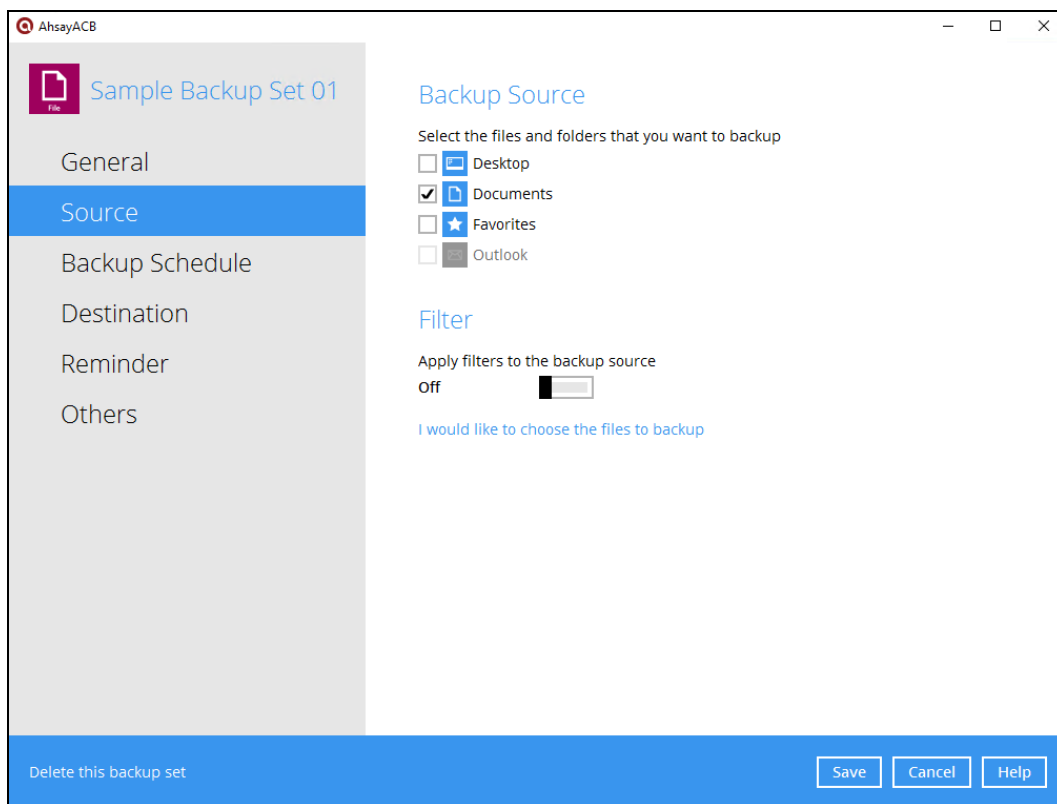 AhsayACB
File
Sample Backup Set 01
General
Source
Backup Schedule
Destination
Reminder
Others
Backup Source
Select the files and folders that you want to backup
Desktop
Documents
Favorites
Outlook
Filter
Apply filters to the backup source
Off
I would like to choose the files to backup
Delete this backup set
Save
Cancel
Help